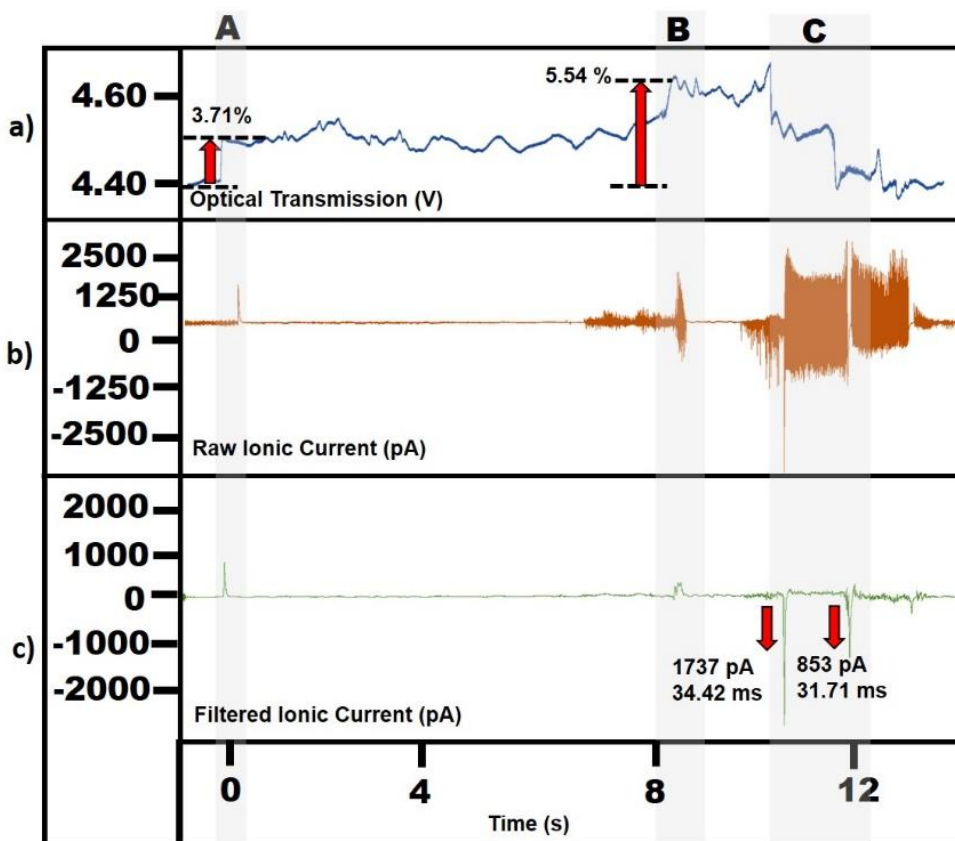 A B C
a)
4.60
4.40
3.71%
5.54 %
Optical Transmission (V)
b)
2500
1250
0
-1250
-2500
Raw Ionic Current (pA)
c)
2000
1000
0
-1000
-2000
1737 pA
34.42 ms
853 pA
31.71 ms
Filtered Ionic Current (pA)
0 4 8 12
Time (s)